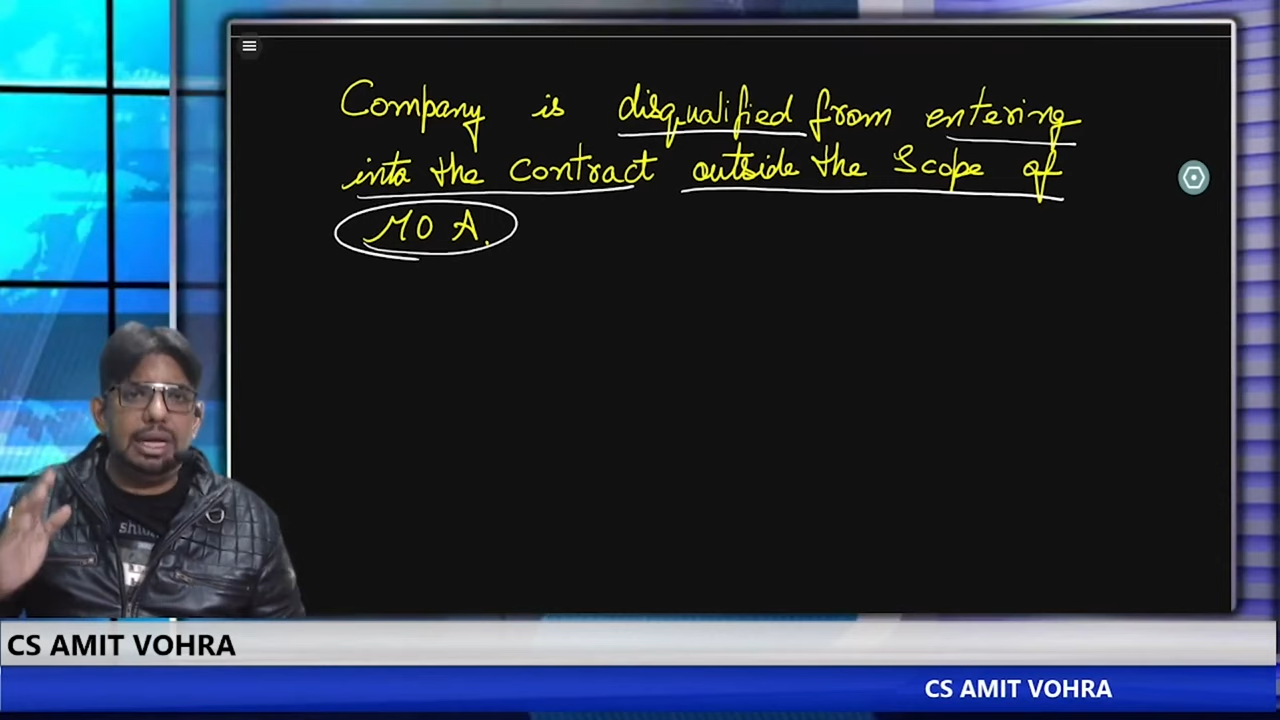 Company is disqualified from entering
into the contract outside the Scope of
MOA.
shi
H
CS AMIT VOHRA
CS AMIT VOHRA